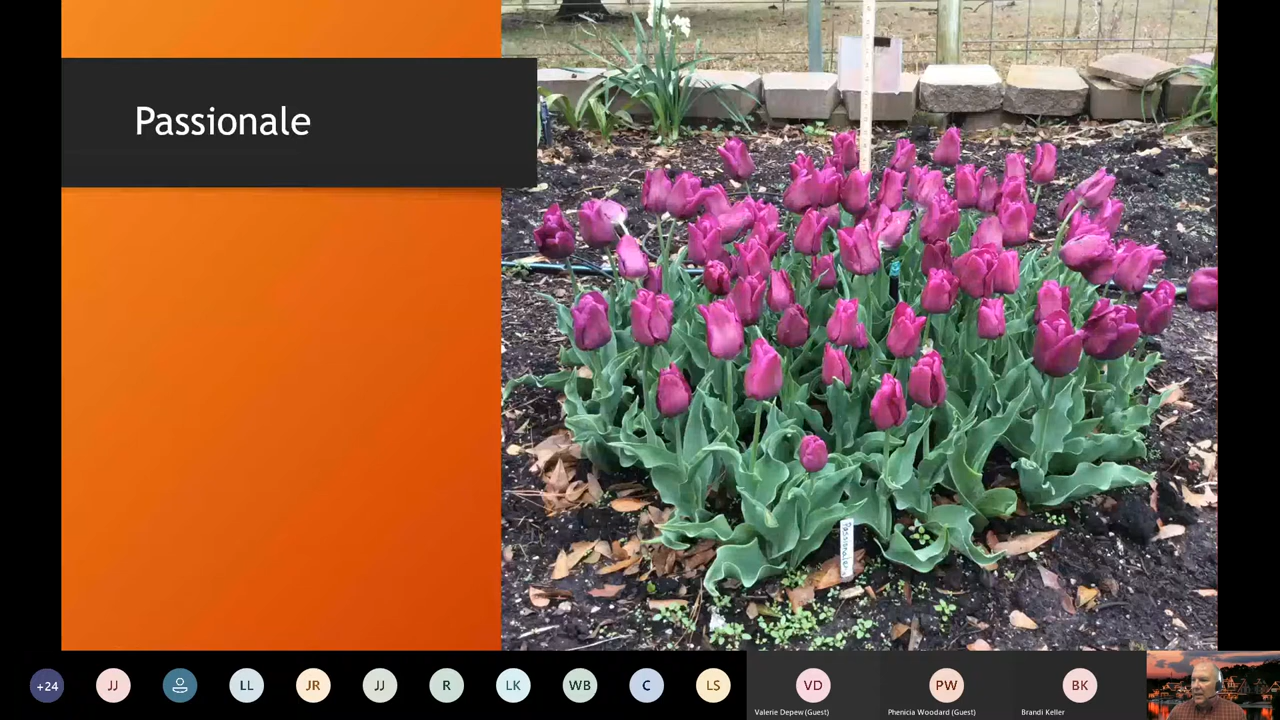 Passionale
Passionale
+24
JJ
LL
JR
JJ
R
LK
WB
C
LS
VD
PW
BK
Valerie Depew (Guest)
Phenicia Woodard (Guest)
Brandi Keller